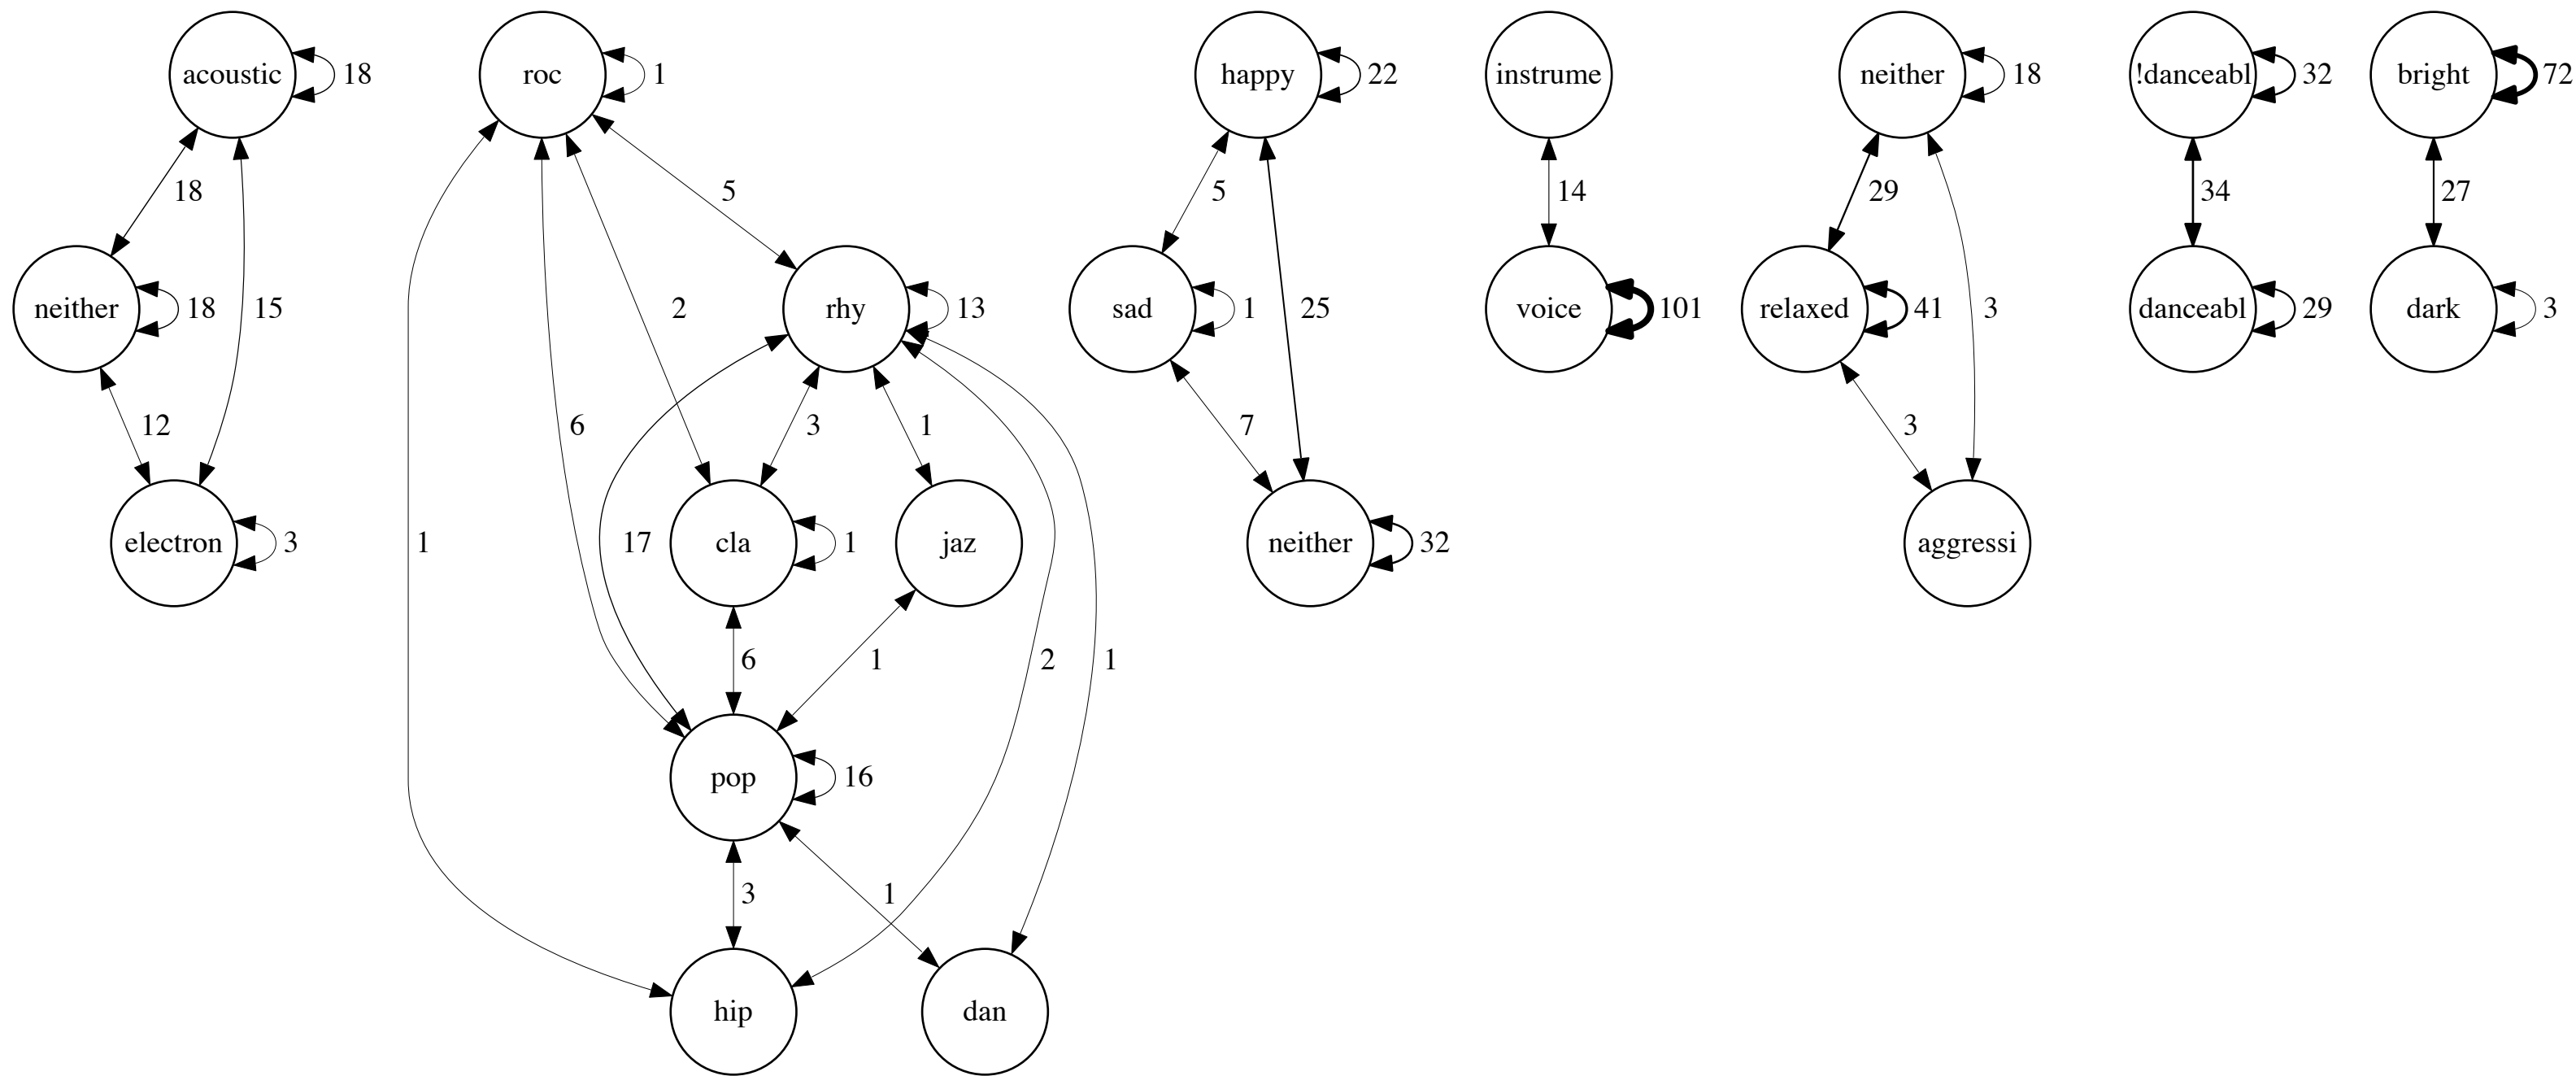 acoustic
18
roc
1
happy
22
instrume
neither
18
!danceabl
32
bright
72
18
5
5
14
29
34
27
neither
18
15
2
rhy
13
sad
1
25
voice
101
relaxed
41
3
danceabl
29
dark
3
12
6
3
1
7
3
electron
3
1
17
cla
1
jaz
neither
32
aggressi
6
1
2
1
pop
16
3
1
hip
dan